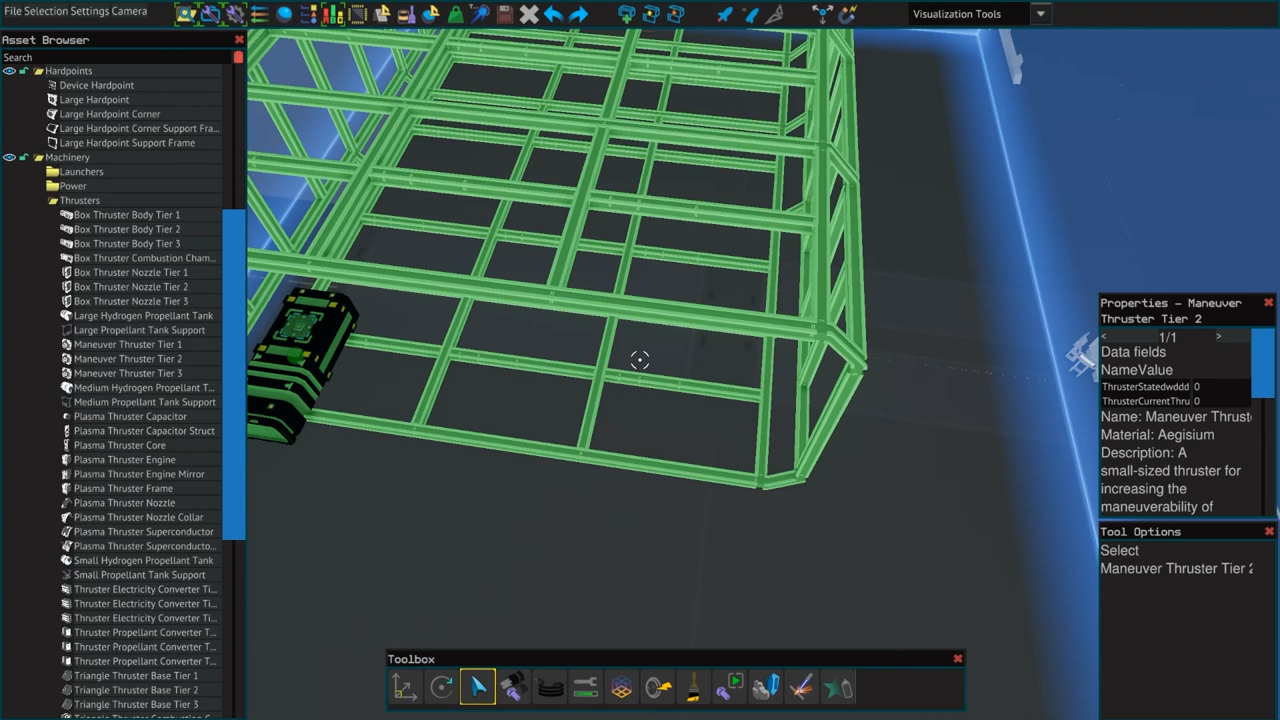 File Selection Settings Camera
Visualization Tools
Asset Browser
Search
Hardpoints
Device Hardpoint
Large Hardpoint
Large Hardpoint Corner
Large Hardpoint Corner Support Fra...
Large Hardpoint Support Frame
Machinery
Launchers
Power
Thrusters
Box Thruster Body Tier 1
Box Thruster Body Tier 2
Box Thruster Body Tier 3
Box Thruster Combustion Cham...
Box Thruster Nozzle Tier 1
Box Thruster Nozzle Tier 2
Box Thruster Nozzle Tier 3
Large Hydrogen Propellant Tank
Large Propellant Tank Support
Maneuver Thruster Tier 1
Maneuver Thruster Tier 2
Maneuver Thruster Tier 3
Medium Hydrogen Propellant T...
Medium Propellant Tank Support
Plasma Thruster Capacitor
Plasma Thruster Capacitor Struct
Plasma Thruster Core
Plasma Thruster Engine
Plasma Thruster Engine Mirror
Plasma Thruster Frame
Plasma Thruster Nozzle
Plasma Thruster Nozzle Collar
Plasma Thruster Superconductor
Plasma Thruster Superconducto...
Small Hydrogen Propellant Tank
Small Propellant Tank Support
Thruster Electricity Converter Ti...
Thruster Electricity Converter Ti...
Thruster Electricity Converter Ti...
Thruster Propellant Converter T...
Thruster Propellant Converter T...
Thruster Propellant Converter T...
Triangle Thruster Base Tier 1
Triangle Thruster Base Tier 2
Triangle Thruster Base Tier 3
Properties - Maneuver
Thruster Tier 2
< 1/1 >
Data fields
NameValue
ThrusterStatedwddd 0
ThrusterCurrentThru 0
Name: Maneuver Thrust
Material: Aegisium
Description: A
small-sized thruster for
increasing the
maneuverability of
Tool Options
Select
Maneuver Thruster Tier 2
Toolbox